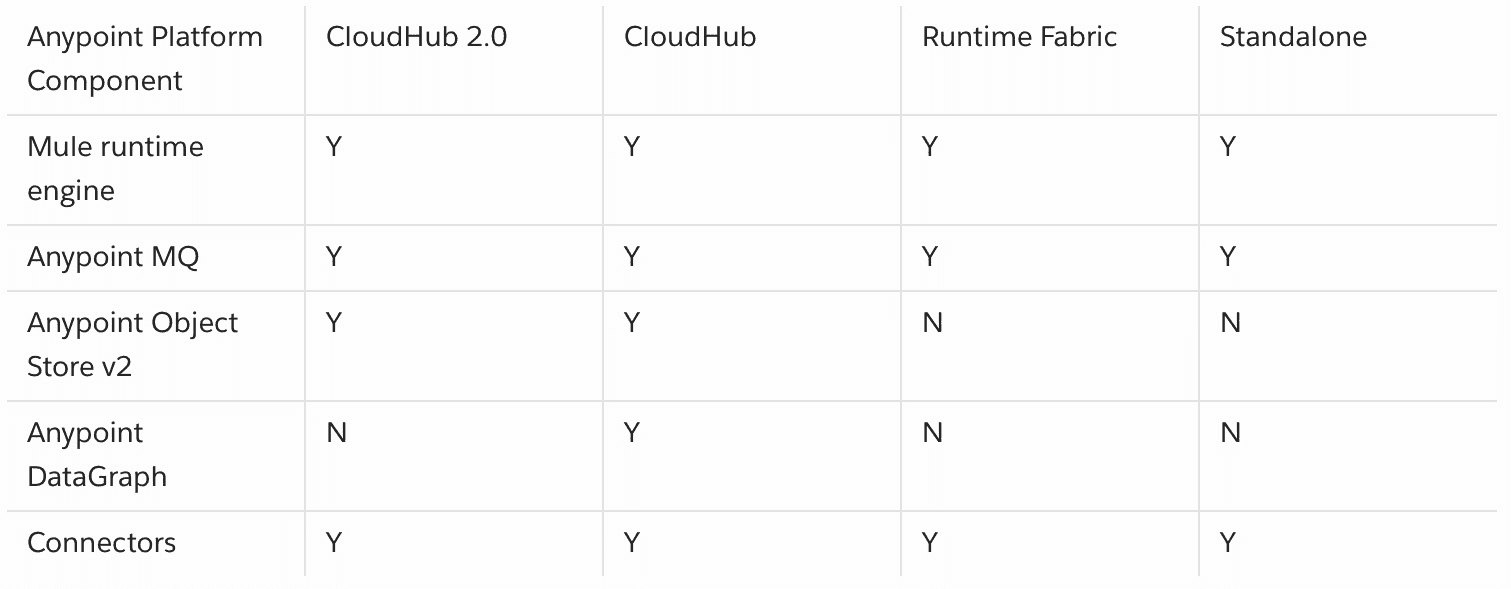 Anypoint Platform CloudHub 2.0 CloudHub Runtime Fabric Standalone
Component
Mule runtime Y Y Y Y
engine
Anypoint MQ Y Y Y Y
Anypoint Object Y Y N N
Store v2
Anypoint N Y N N
DataGraph
Connectors Y Y Y Y